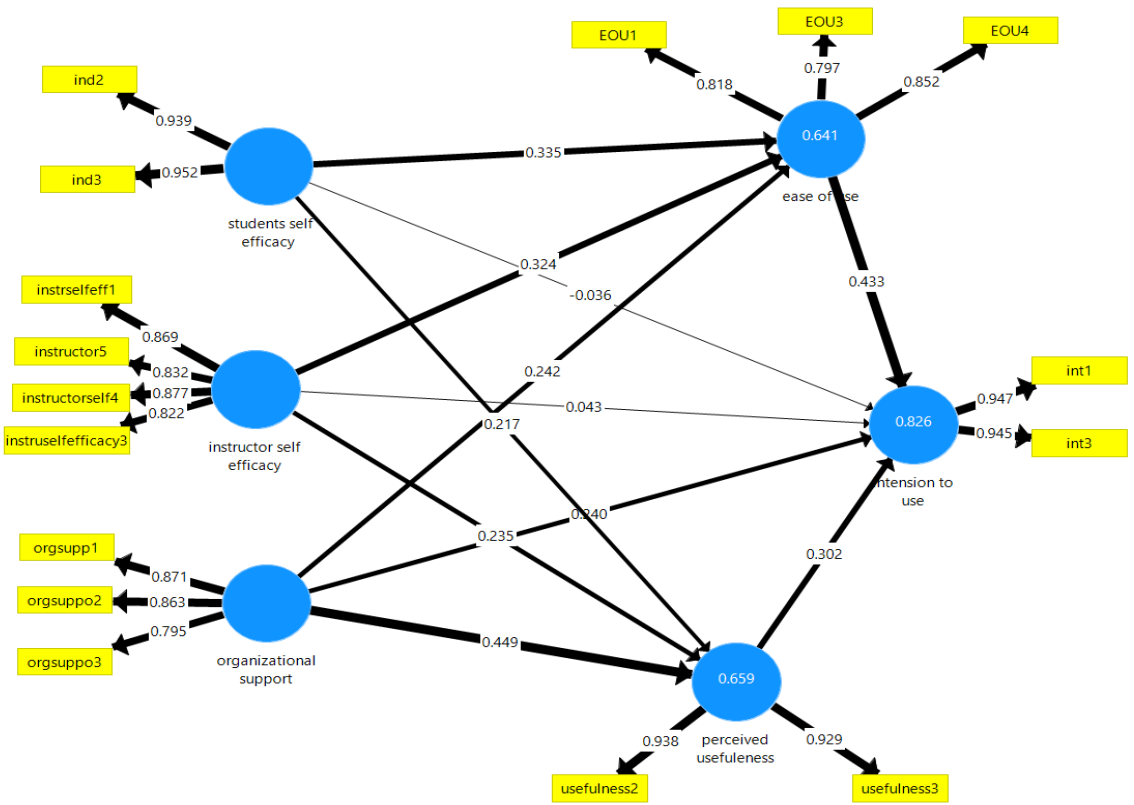 EOU1
EOU3
EOU4
0.818
0.797
0.852
ind2
0.939
ind3
0.952
students self
efficacy
0.641
ease of use
0.335
0.324
-0.036
0.433
instrselfeff1
0.869
instructor5
0.832
instructorself4
0.877
instruselfefficacy3
0.822
instructor self
efficacy
0.242
0.043
0.217
0.826
intension to
use
int1
0.947
int3
0.945
0.240
0.235
0.302
orgsupp1
0.871
orgsuppo2
0.863
orgsuppo3
0.795
organizational
support
0.449
0.659
perceived
usefuleness
0.938
0.929
usefulness2
usefulness3